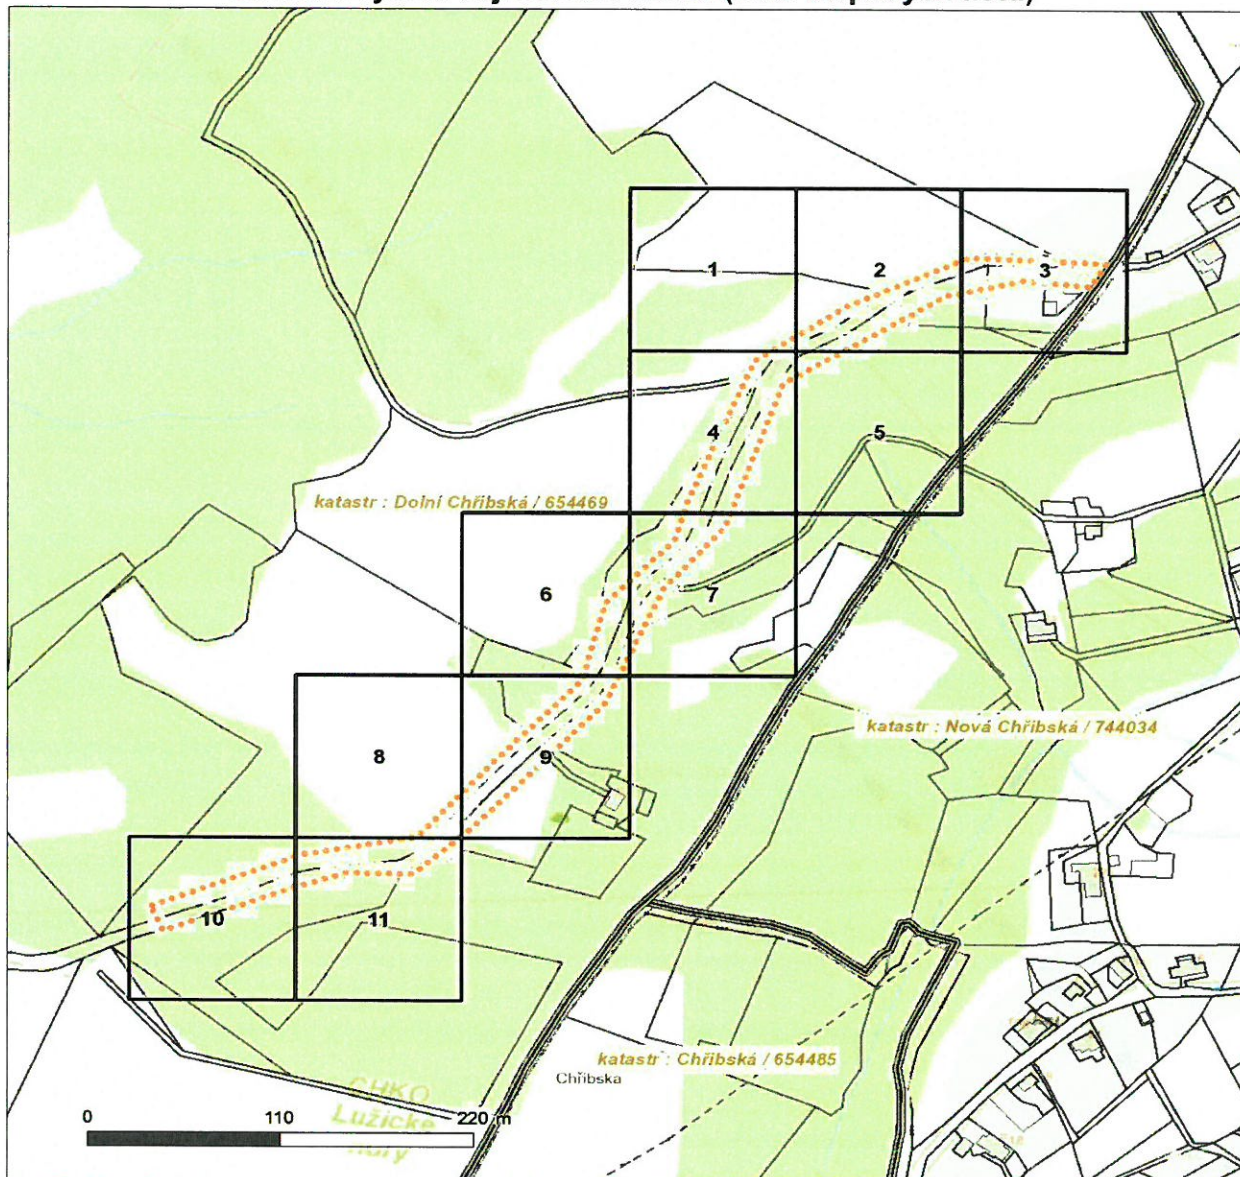 1
2
3
4
5
katastr : Dolní Chřibská / 654469
6
7
katastr : Nová Chřibská / 744034
8
9
10
11
katastr : Chřibská / 654485
Chřibska
CHKO
Lužické
hory
0 110 220 m